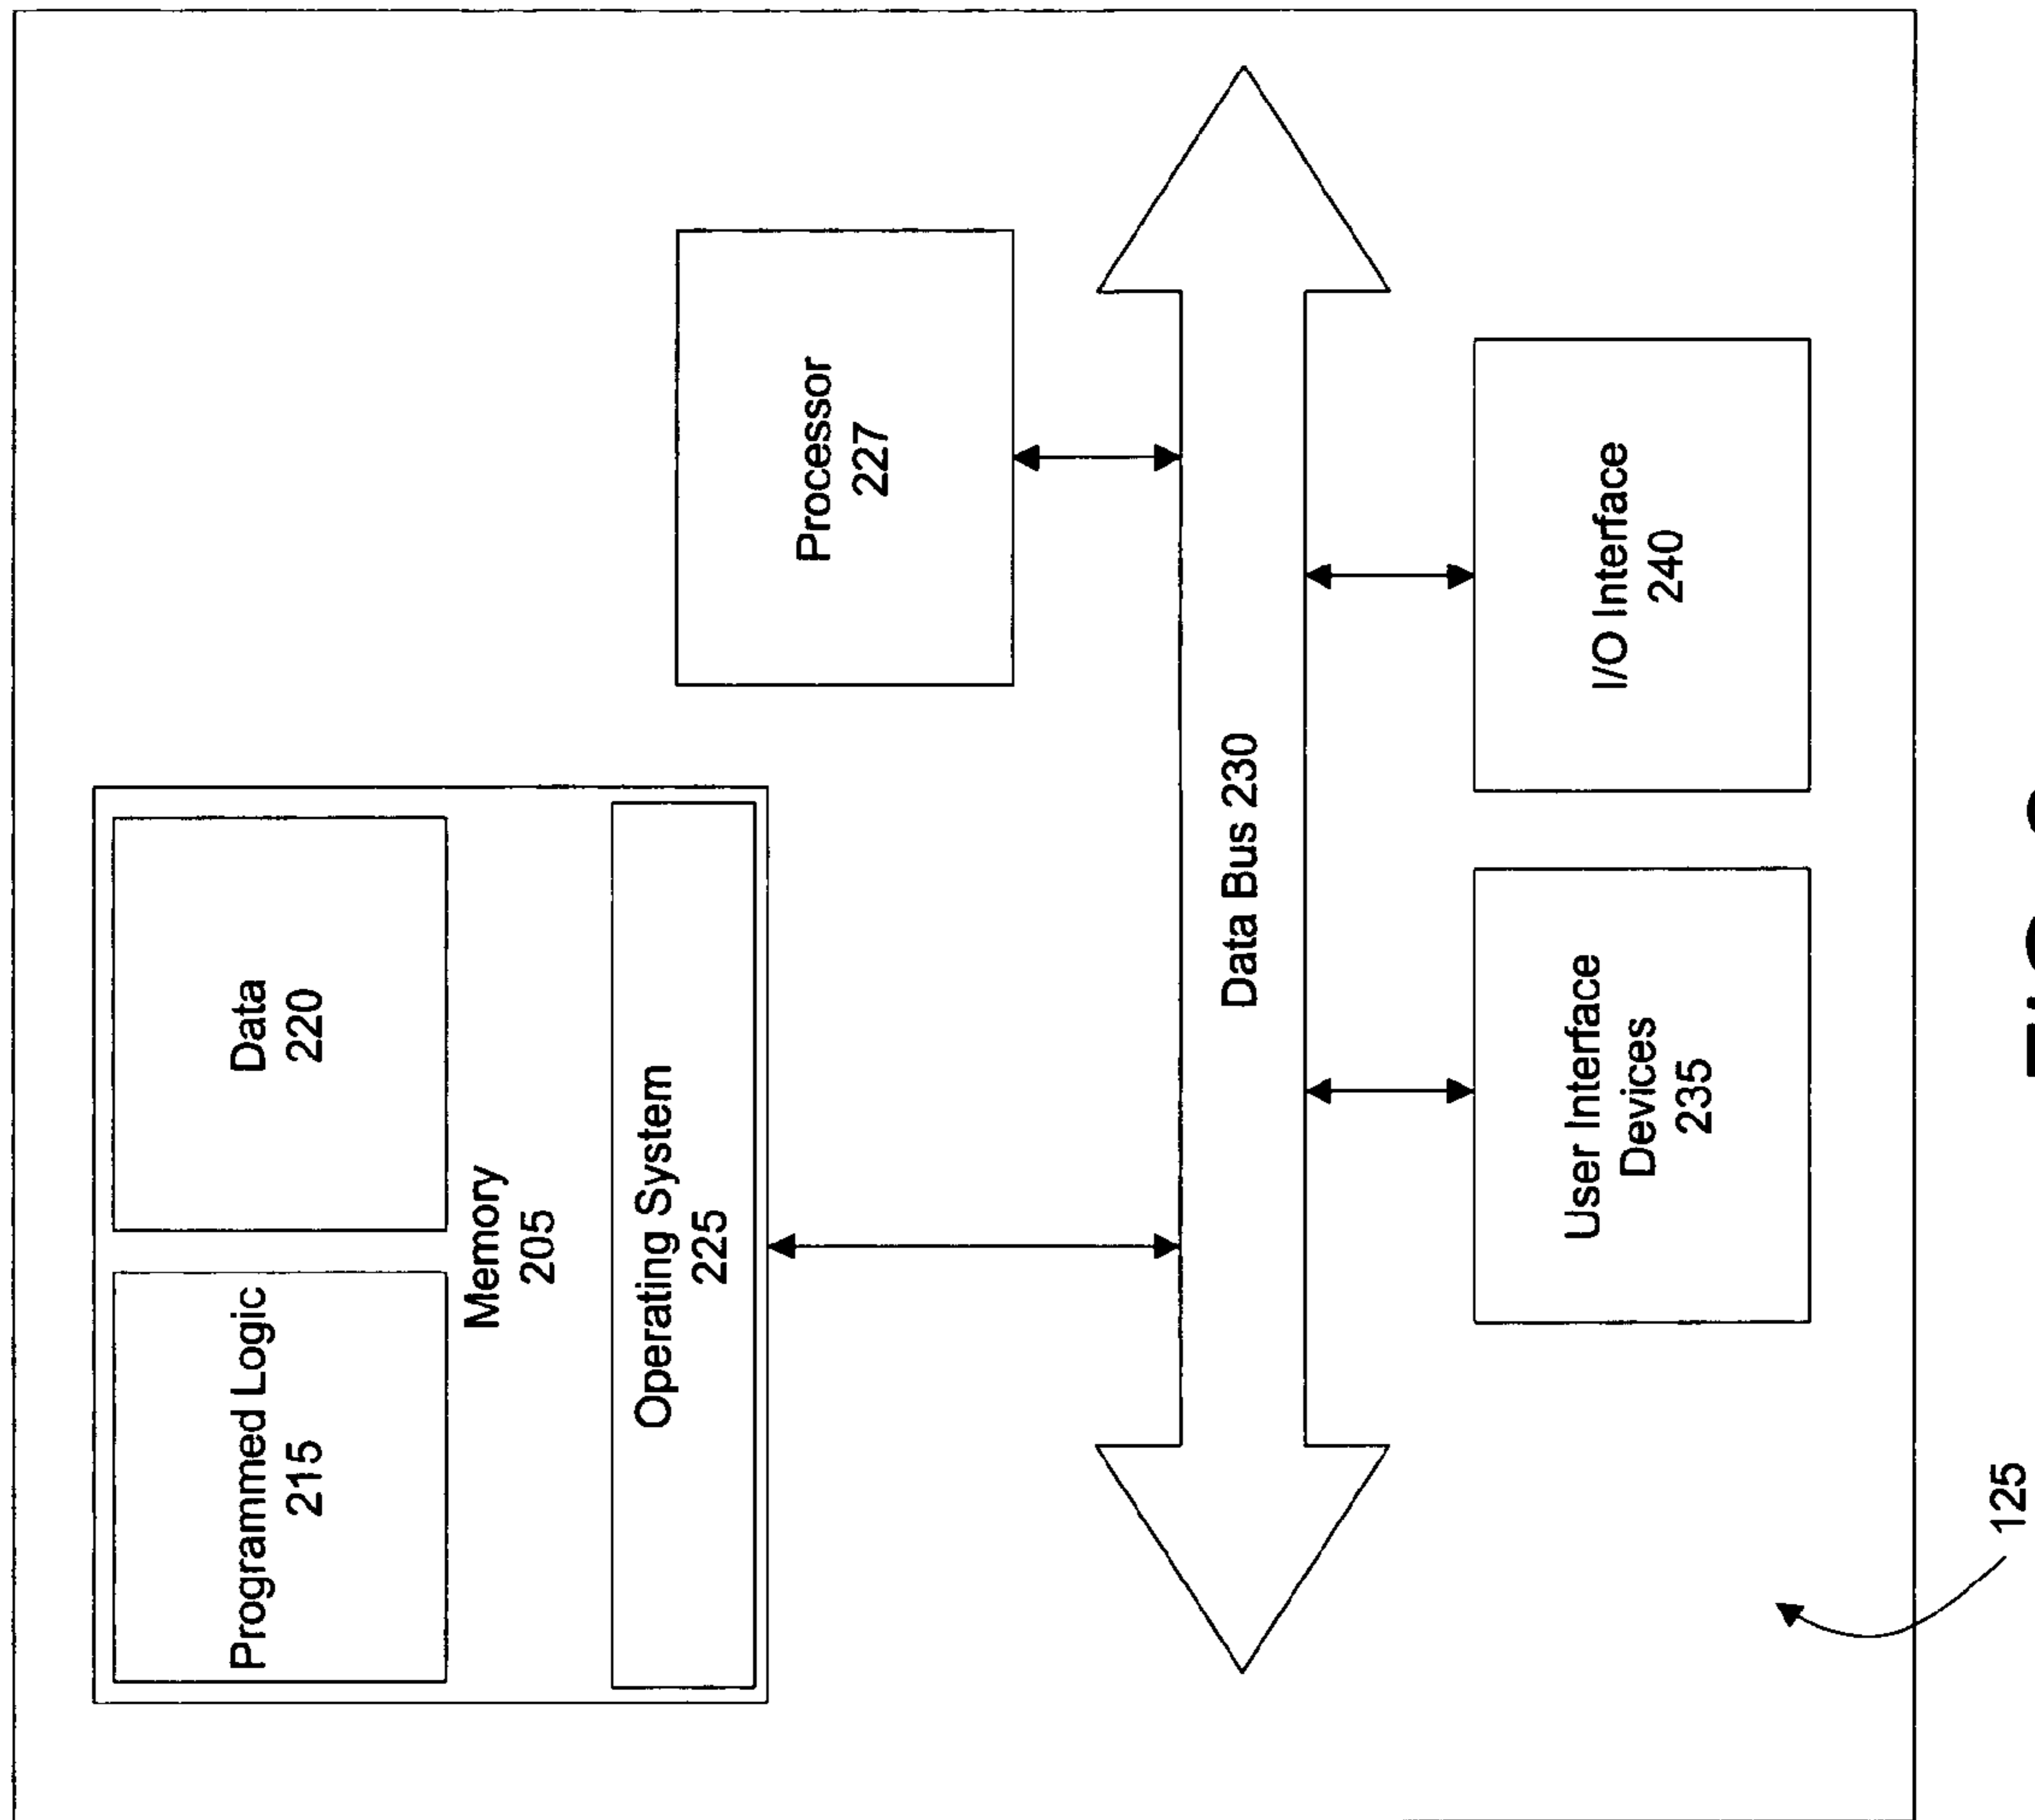 Programmed Logic
215
Data
220
Memory
205
Operating System
225
Processor
227
Data Bus 230
User Interface
Devices
235
I/O Interface
240
125